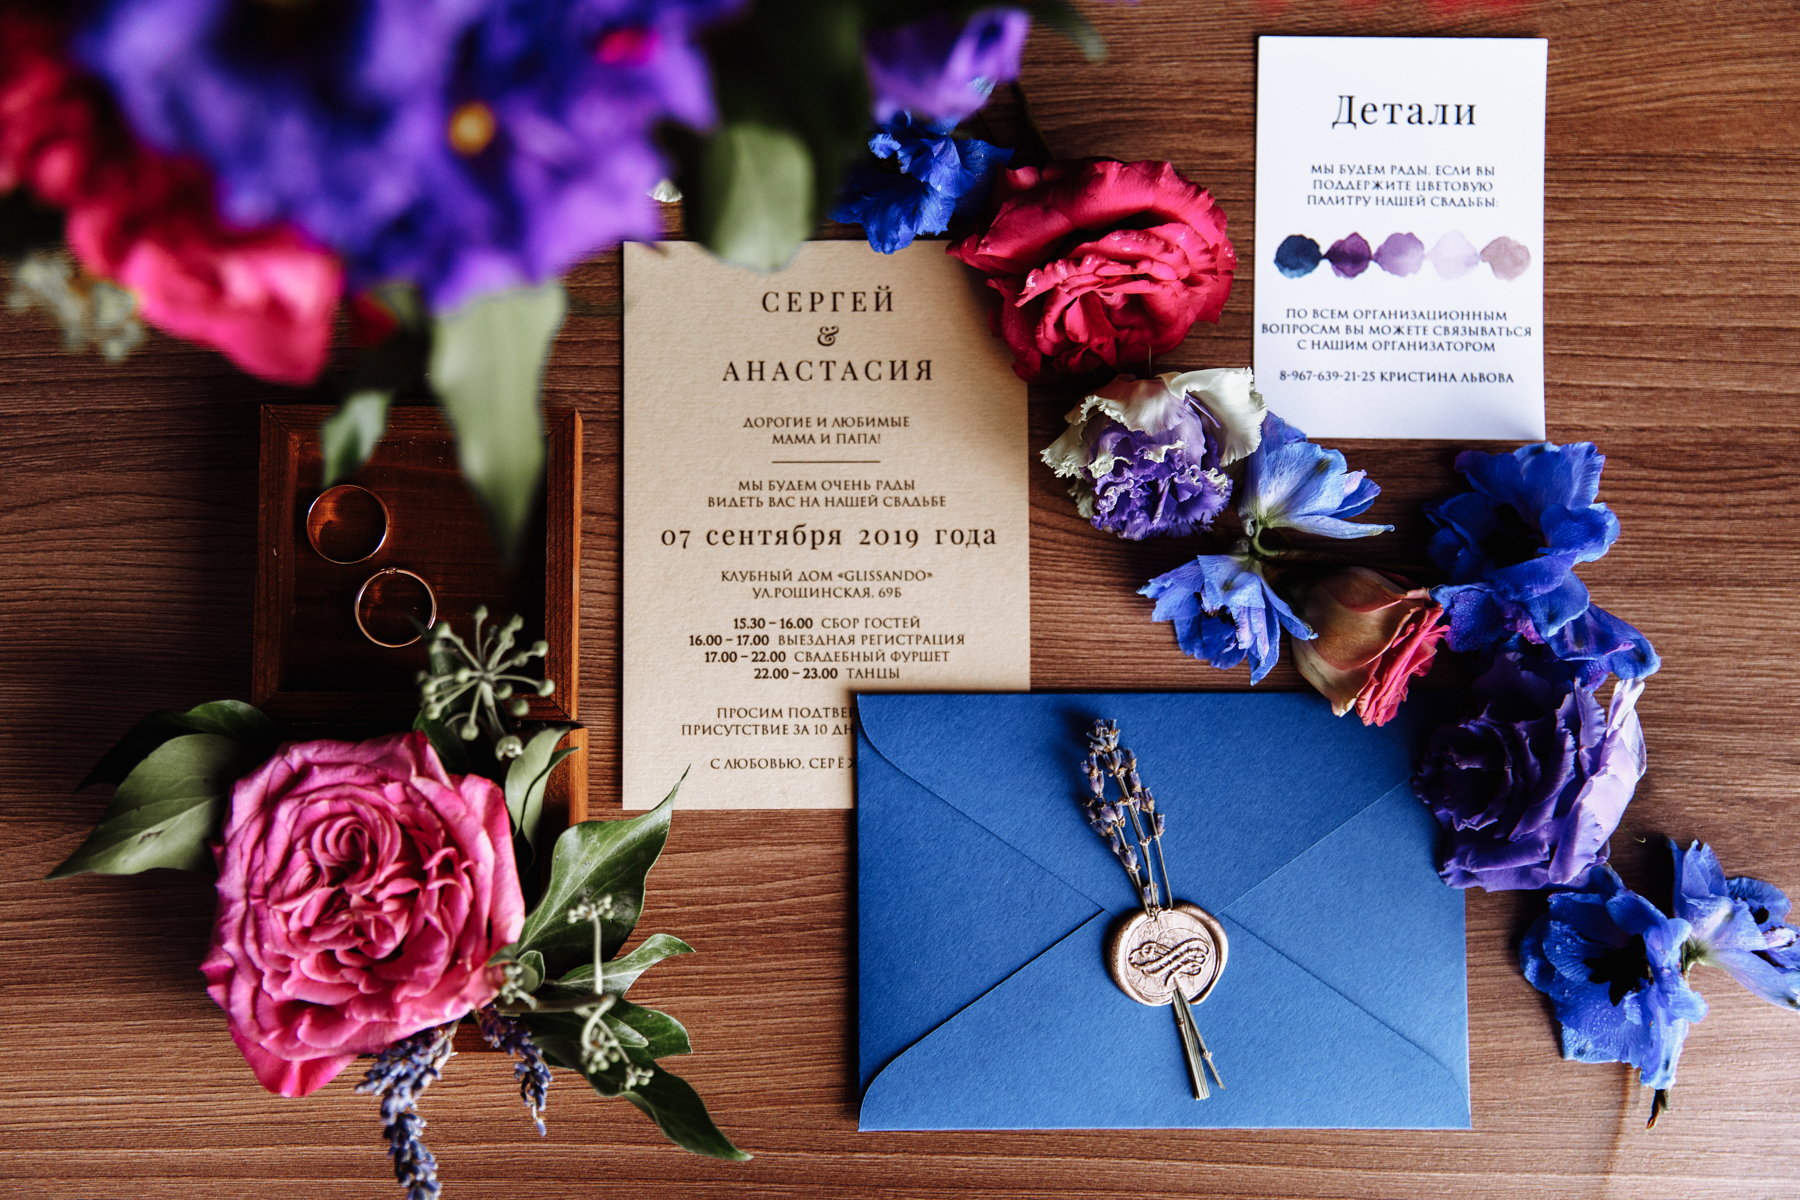 СЕРГЕЙ
&
АНАСТАСИЯ
ДОРОГИЕ И ЛЮБИМЫЕ
МАМА И ПАПА!
МЫ БУДЕМ ОЧЕНЬ РАДЫ
ВИДЕТЬ ВАС НА НАШЕЙ СВАДЬБЕ
07 сентября 2019 года
КЛУБНЫЙ ДОМ «GLISSANDO»
УЛ.РОЩИНСКАЯ, 69Б
15.30 – 16.00 СБОР ГОСТЕЙ
16.00 – 17.00 ВЫЕЗДНАЯ РЕГИСТРАЦИЯ
17.00 – 22.00 СВАДЕБНЫЙ ФУРШЕТ
22.00 – 23.00 ТАНЦЫ
ПРОСИМ
ПРИСУТСТВИЕ ЗА 10
С ЛЮБОВЬЮ,
Детали
МЫ БУДЕМ РАДЫ, ЕСЛИ ВЫ
ПОДДЕРЖИТЕ ЦВЕТОВУЮ
ПАЛИТРУ НАШЕЙ СВАДЬБЫ:
ПО ВСЕМ ОРГАНИЗАЦИОННЫМ
ВОПРОСАМ ВЫ МОЖЕТЕ СВЯЗЫВАТЬСЯ
С НАШИМ ОРГАНИЗАТОРОМ
8-967-639-21-25 КРИСТИНА ЛЬВОВА